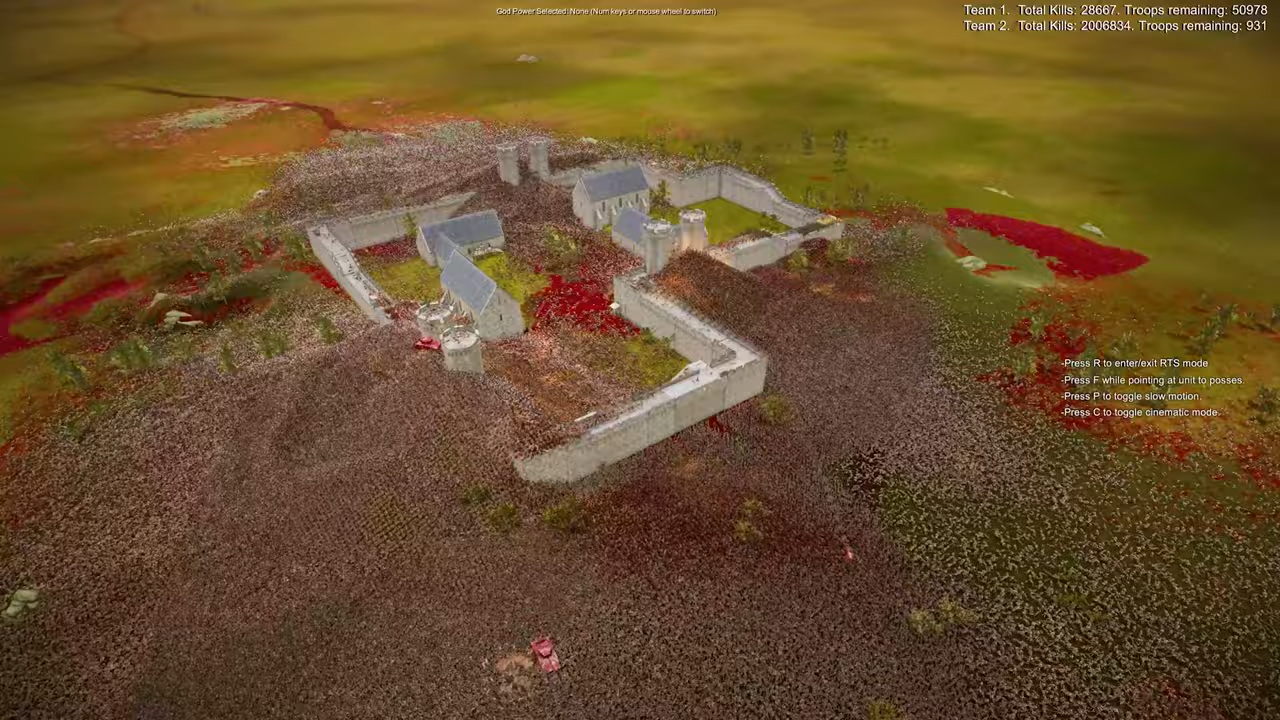 God Power Selected: None (Num keys or mouse wheel to switch)
Team 1.  Total Kills: 28667. Troops remaining: 50978
Team 2.  Total Kills: 2006834. Troops remaining: 931
-Press R to enter/exit RTS mode
-Press F while pointing at unit to posses.
-Press P to toggle slow motion.
-Press C to toggle cinematic mode.